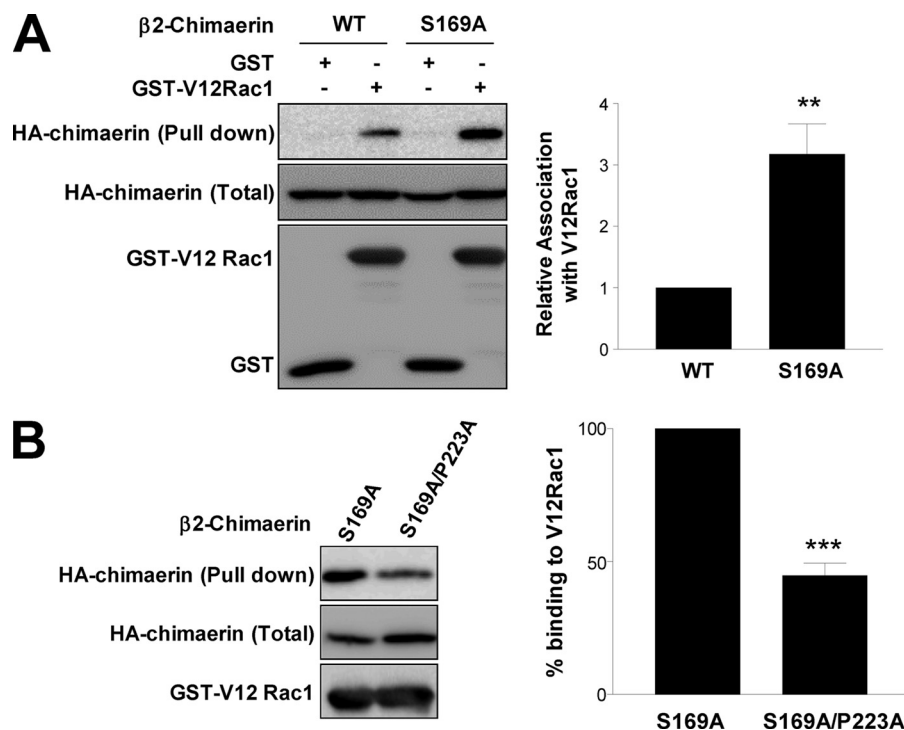 A
β2-Chimaerin WT S169A
GST + - + -
GST-V12Rac1 - + - +
HA-chimaerin (Pull down)
HA-chimaerin (Total)
GST-V12 Rac1
GST
Relative Association
with V12Rac1
4
3
2
1
0
**
WT S169A
B
β2-Chimaerin S169A S169A/P223A
HA-chimaerin (Pull down)
HA-chimaerin (Total)
GST-V12 Rac1
% binding to V12Rac1
100
50
0
***
S169A S169A/P223A